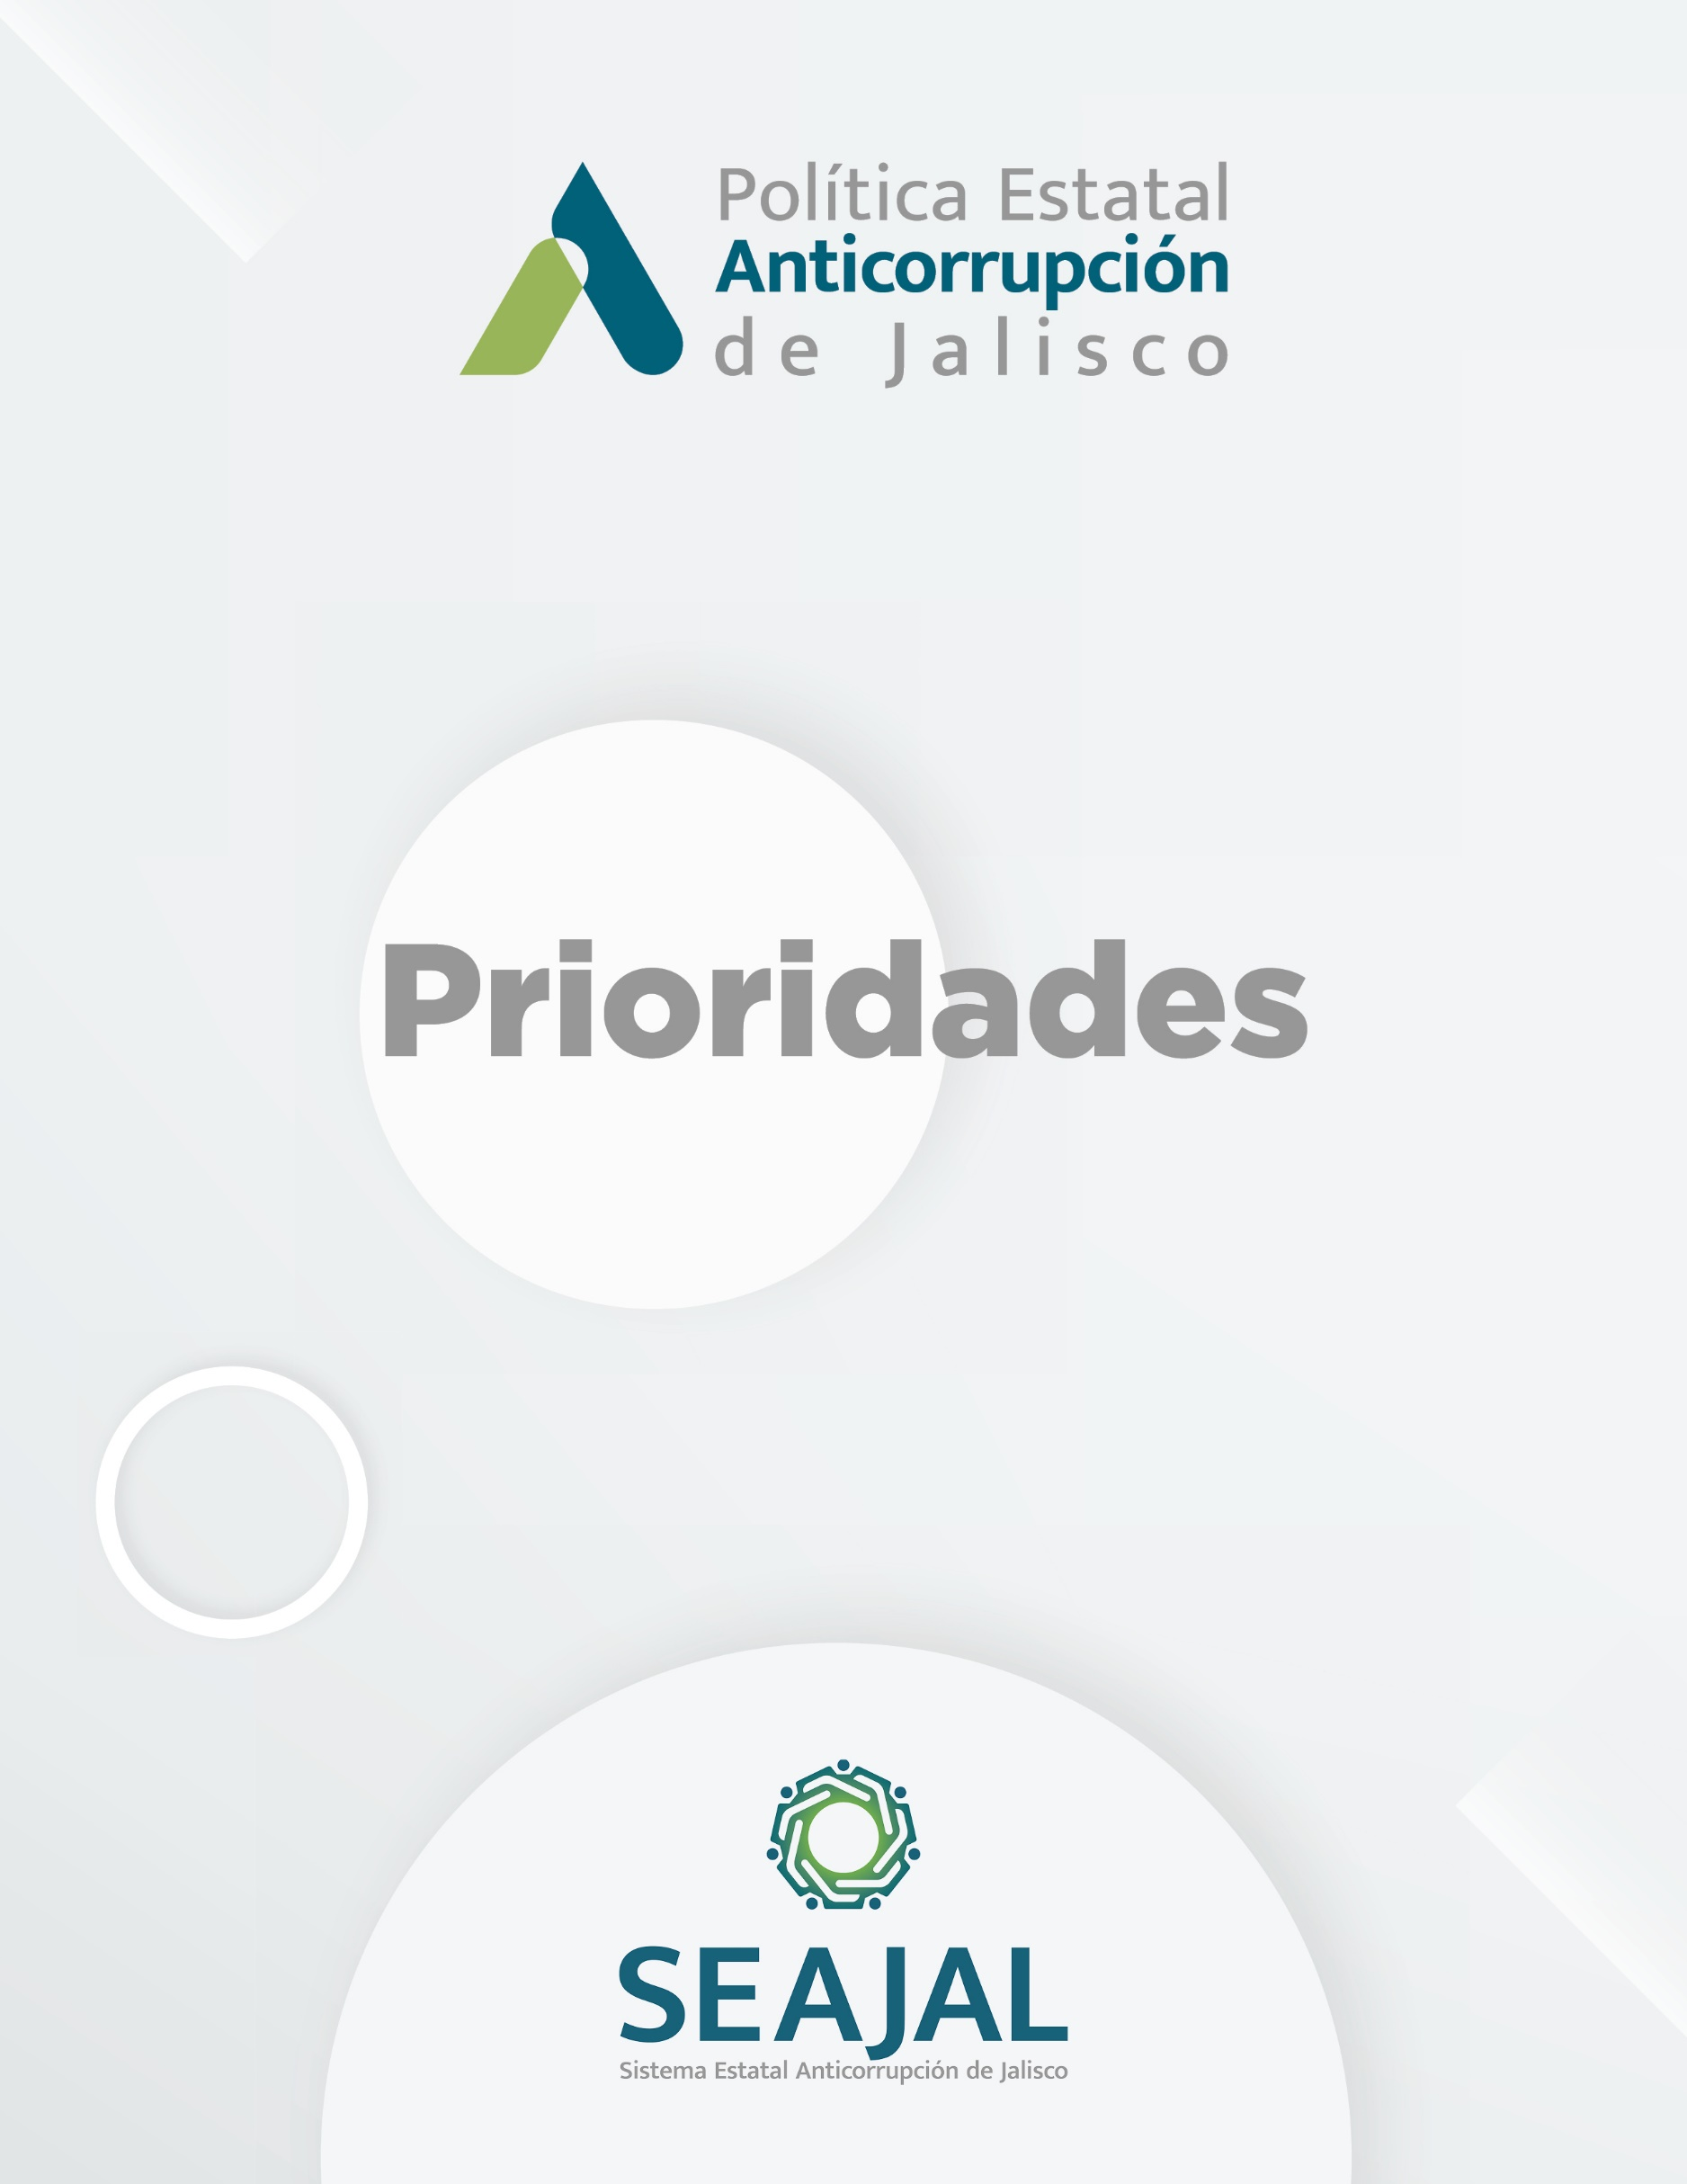 Política Estatal
Anticorrupción
de Jalisco
Prioridades
SEAJAL
Sistema Estatal Anticorrupción de Jalisco